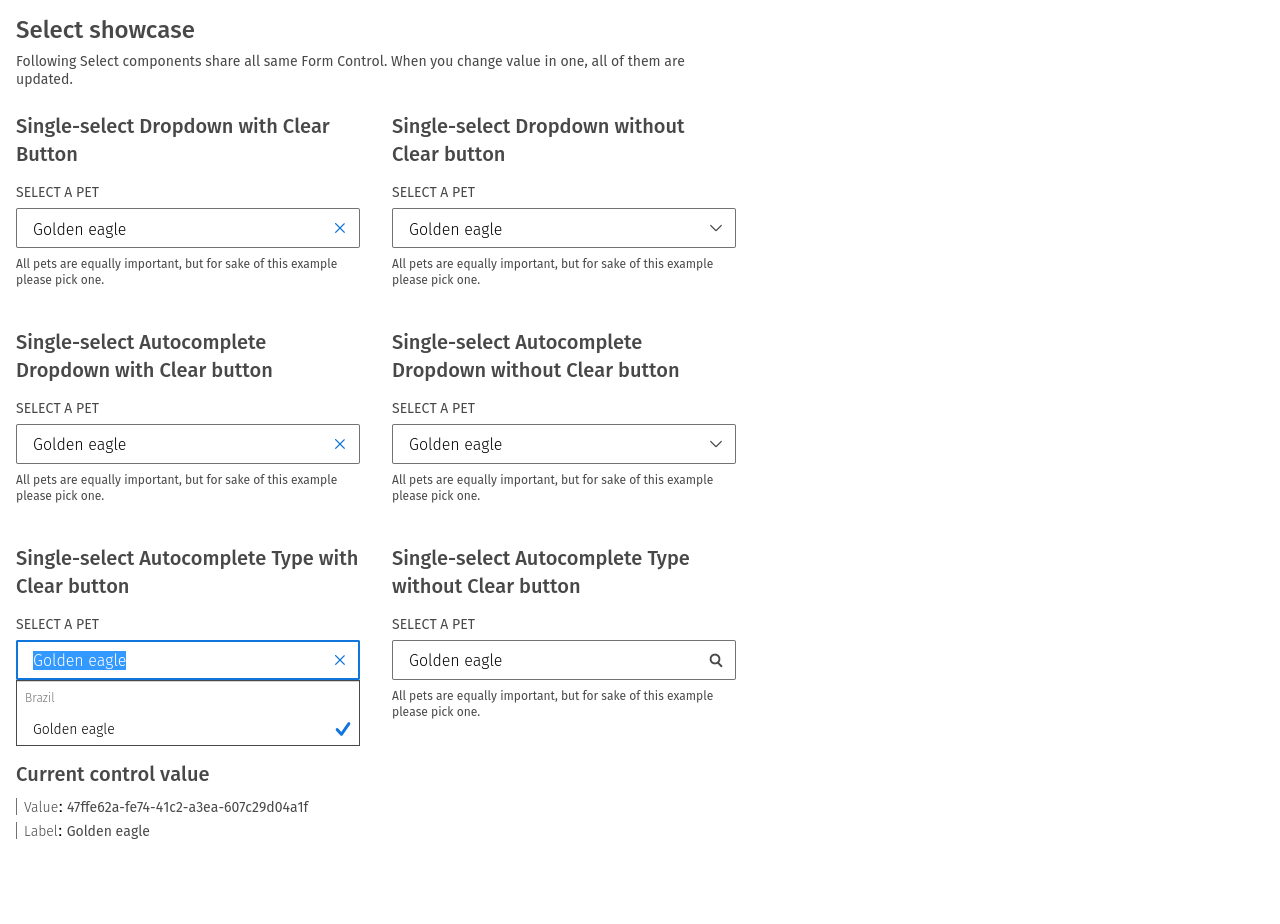 Select showcase
Following Select components share all same Form Control. When you change value in one, all of them are
updated.
Single-select Dropdown with Clear
Button
SELECT A PET
Golden eagle
All pets are equally important, but for sake of this example
please pick one.
Single-select Dropdown without
Clear button
SELECT A PET
Golden eagle
All pets are equally important, but for sake of this example
please pick one.
Single-select Autocomplete
Dropdown with Clear button
SELECT A PET
Golden eagle
All pets are equally important, but for sake of this example
please pick one.
Single-select Autocomplete
Dropdown without Clear button
SELECT A PET
Golden eagle
All pets are equally important, but for sake of this example
please pick one.
Single-select Autocomplete Type with
Clear button
SELECT A PET
Golden eagle
Brazil
Golden eagle
Single-select Autocomplete Type
without Clear button
SELECT A PET
Golden eagle
All pets are equally important, but for sake of this example
please pick one.
Current control value
Value: 47ffe62a-fe74-41c2-a3ea-607c29d04a1f
Label: Golden eagle